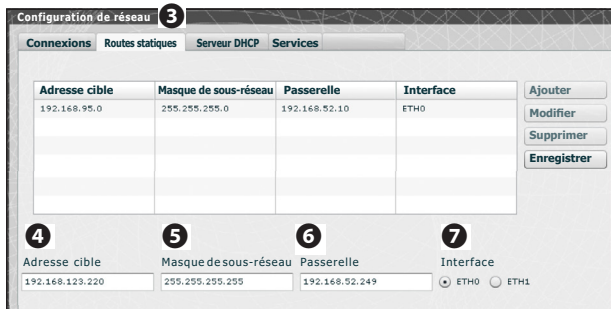 Configuration de réseau 3
Connexions Routes statiques Serveur DHCP Services
Adresse cible Masque de sous-réseau Passerelle Interface
192.168.95.0 255.255.255.0 192.168.52.10 ETH0
Ajouter
Modifier
Supprimer
Enregistrer
4 5 6 7
Adresse cible Masque de sous-réseau Passerelle Interface
192.168.123.220 255.255.255.255 192.168.52.249 ETH0 ETH1